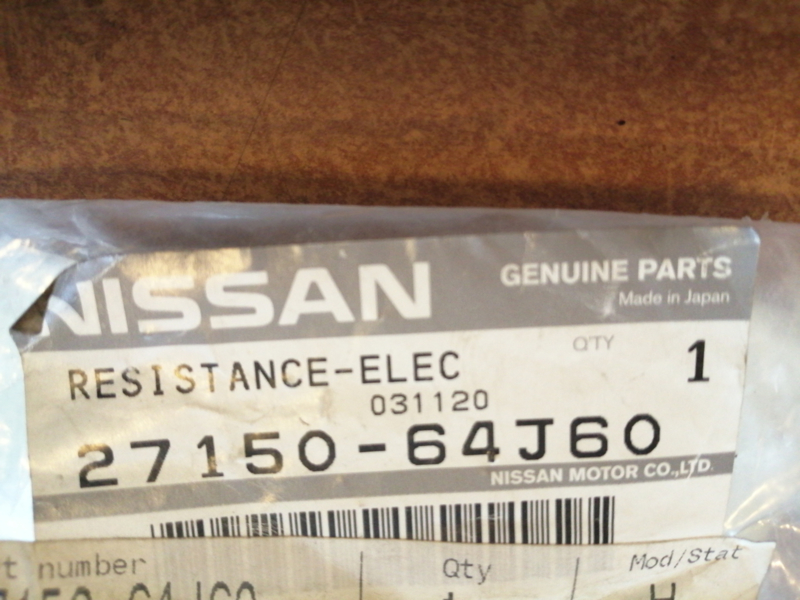 NISSAN
GENUINE PARTS
Made in Japan
RESISTANCE-ELEC
Q'TY 1
031120
27150-64J60
NISSAN MOTOR CO.,LTD.
t number Qty Mod/Stat